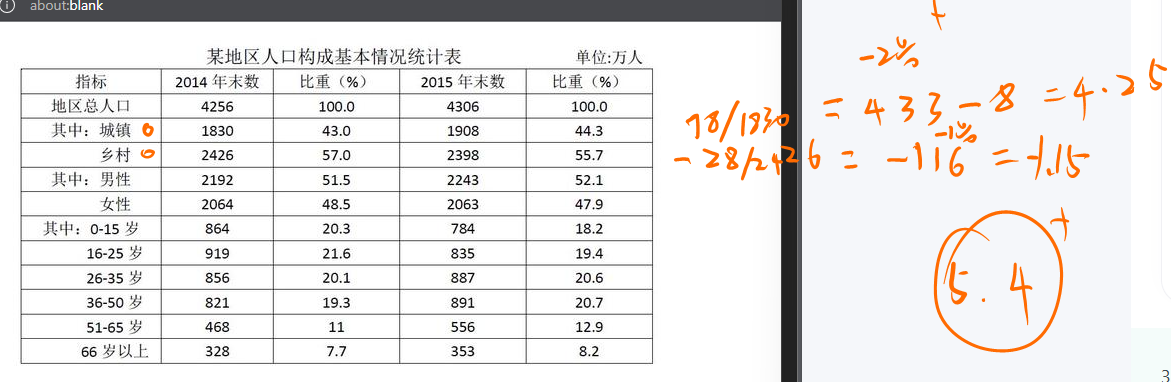 about:blank
某地区人口构成基本情况统计表 单位:万人
指标 2014 年末数 比重（%） 2015 年末数 比重（%）
地区总人口 4256 100.0 4306 100.0
其中：城镇 1830 43.0 1908 44.3
乡村 2426 57.0 2398 55.7
其中：男性 2192 51.5 2243 52.1
女性 2064 48.5 2063 47.9
其中：0-15 岁 864 20.3 784 18.2
16-25 岁 919 21.6 835 19.4
26-35 岁 856 20.1 887 20.6
36-50 岁 821 19.3 891 20.7
51-65 岁 468 11 556 12.9
66 岁以上 328 7.7 353 8.2
+
-2%
78/1830 = 433-8 = 4.25
-1%
-28/2426 = -116 = -1.15
+
5.4
3